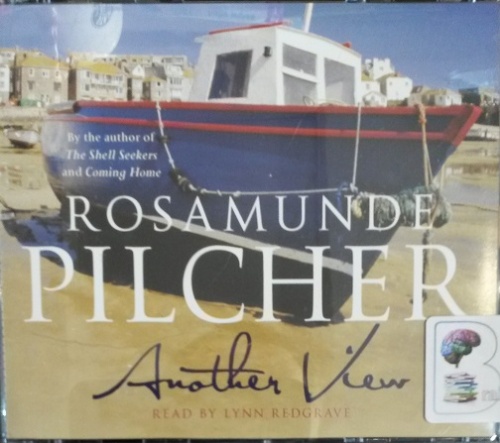 By the author of
The Shell Seekers
and Coming Home
ROSAMUNDE
PILCHER
Another View
READ BY LYNN REDGRAVE
B